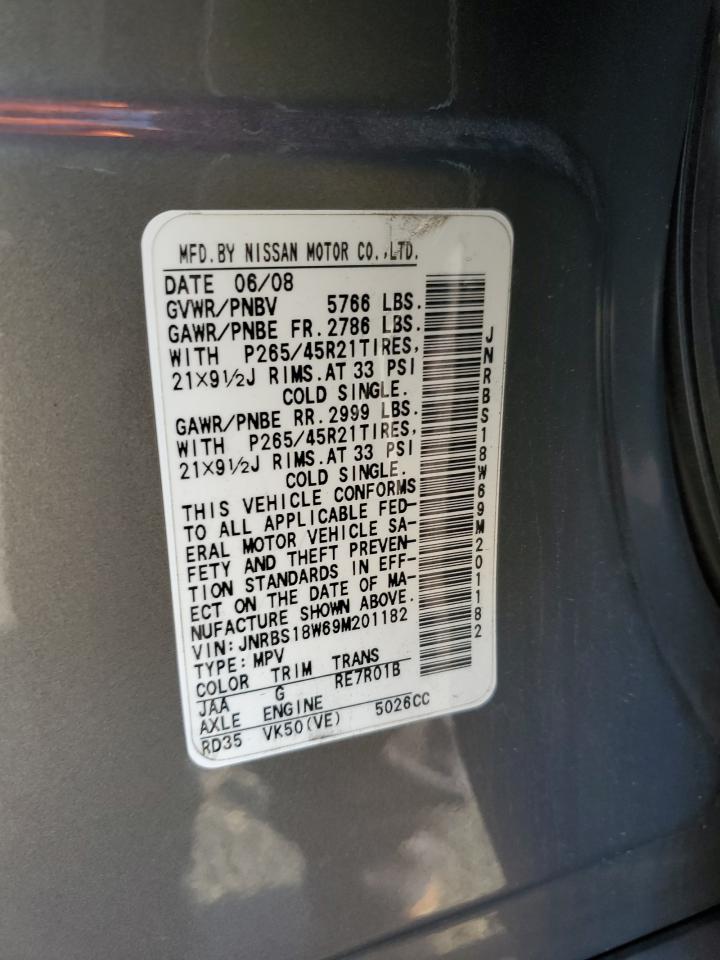 MFD.BY NISSAN MOTOR CO.,LTD.
DATE 06/08
GVWR/PNBV 5766 LBS.
GAWR/PNBE FR.2786 LBS.
WITH P265/45R21TIRES,
21×9½J RIMS.AT 33 PSI
COLD SINGLE.
GAWR/PNBE RR.2999 LBS.
WITH P265/45R21TIRES,
21×9½J RIMS.AT 33 PSI
COLD SINGLE.
THIS VEHICLE CONFORMS
TO ALL APPLICABLE FED-
ERAL MOTOR VEHICLE SA-
FETY AND THEFT PREVEN-
TION STANDARDS IN EFF-
ECT ON THE DATE OF MA-
NUFACTURE SHOWN ABOVE.
VIN:JNRBS18W69M201182
TYPE:MPV
COLOR TRIM TRANS
JAA G RE7R01B
AXLE ENGINE
RD35 VK50(VE) 5026CC
JNRBS18W69M201182